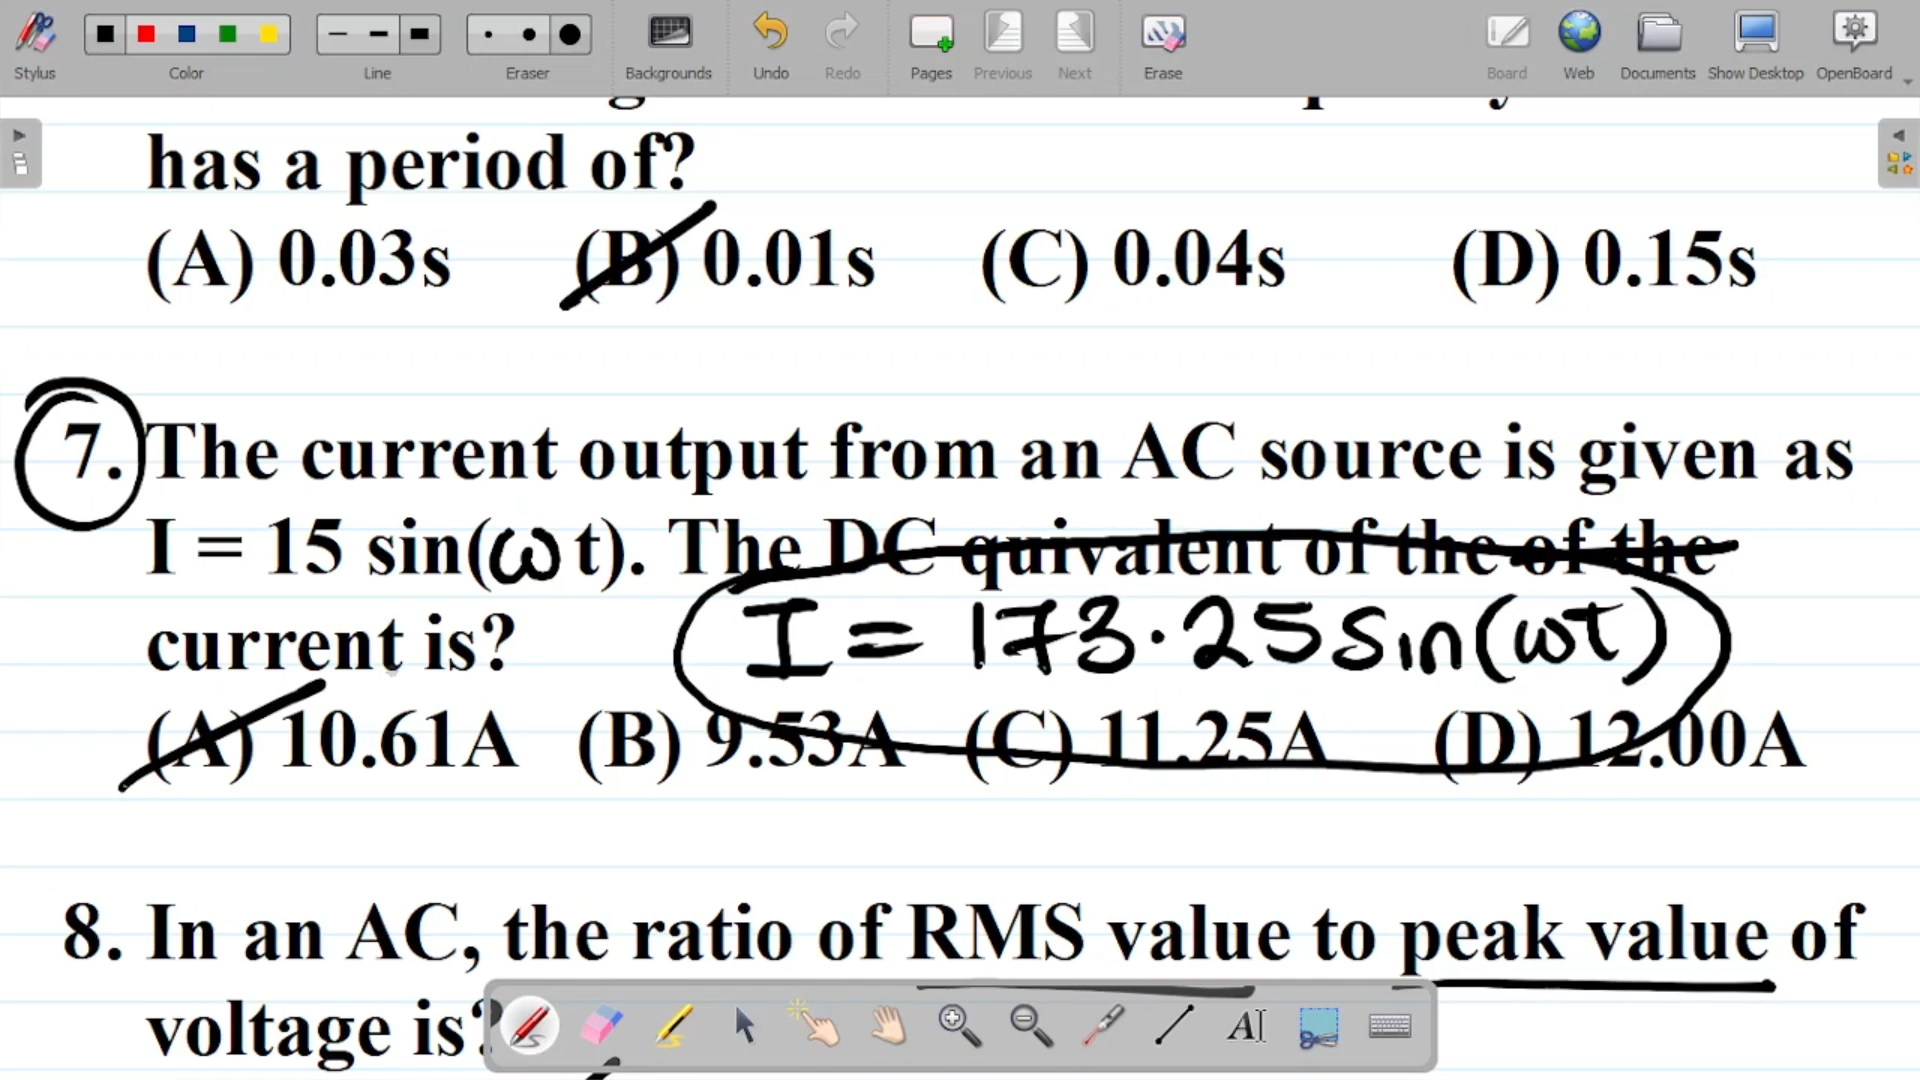 Stylus
Color
Line
Eraser
Backgrounds
Undo
Redo
Pages
Previous
Next
Erase
Board
Web
Documents
Show Desktop
OpenBoard
has a period of?
(A) 0.03s (B) 0.01s (C) 0.04s (D) 0.15s
7. The current output from an AC source is given as
I = 15 sin(ω t). The DC quivalent of the of the
current is?
I = 173.25 sin(ωt)
(A) 10.61A (B) 9.53A (C) 11.25A (D) 12.00A
8. In an AC, the ratio of RMS value to peak value of
voltage is?